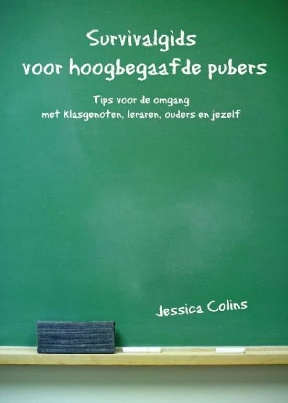 Survivalgids
voor hoogbegaafde pubers
Tips voor de omgang
met klasgenoten, leraren, ouders en jezelf
Jessica Colins